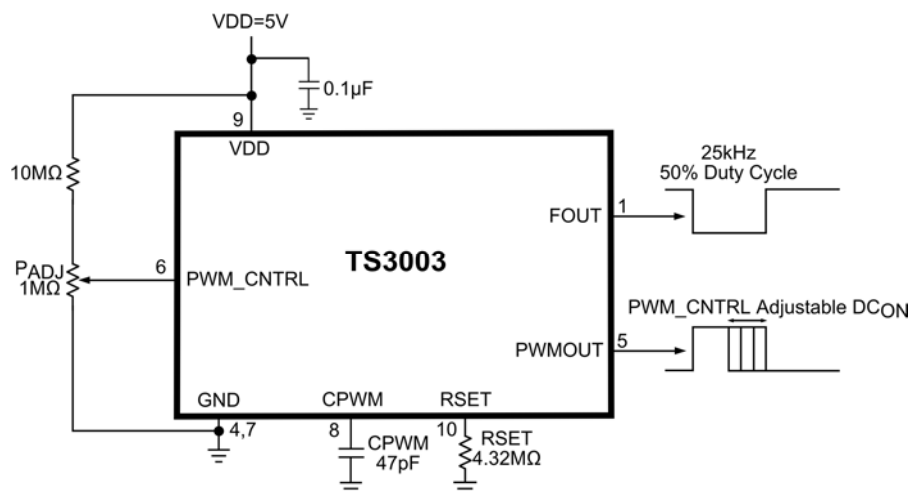 VDD=5V
0.1µF
9
VDD
10MΩ
25kHz
50% Duty Cycle
FOUT
1
TS3003
PADJ
1MΩ
6
PWM_CNTRL
PWM_CNTRL Adjustable DCON
PWMOUT
5
GND
CPWM
RSET
4,7
8
10
CPWM
47pF
RSET
4.32MΩ